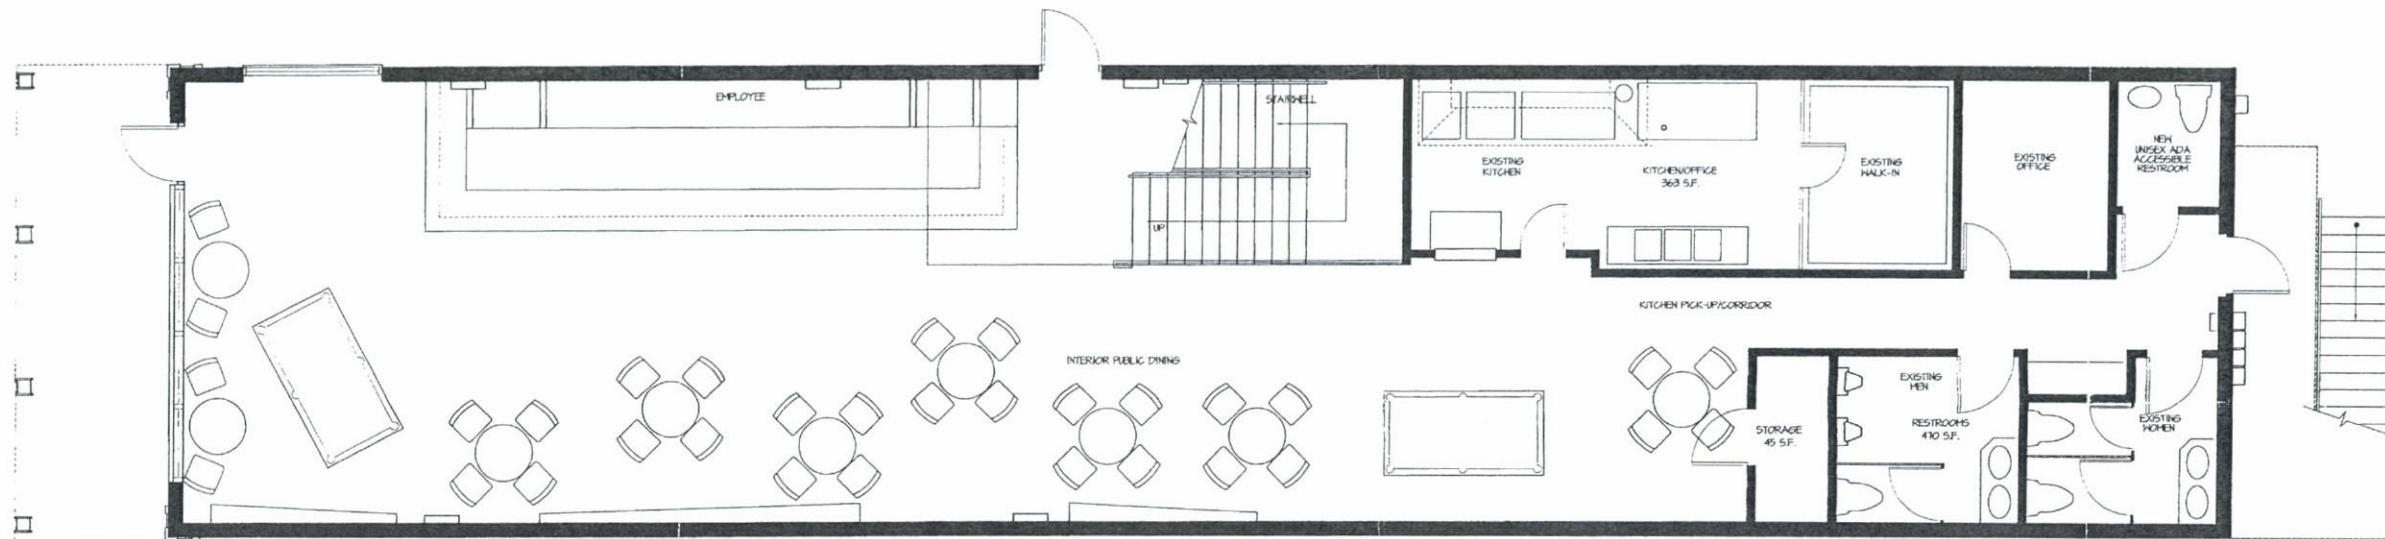 EMPLOYEE
STAIRWELL
UP
EXISTING
KITCHEN
KITCHEN/OFFICE
363 S.F.
EXISTING
WALK-IN
EXISTING
OFFICE
NEW
UNISEX ADA
ACCESSIBLE
RESTROOM
KITCHEN PICK-UP/CORRIDOR
INTERIOR PUBLIC DINING
STORAGE
45 S.F.
EXISTING
MEN
RESTROOMS
470 S.F.
EXISTING
WOMEN